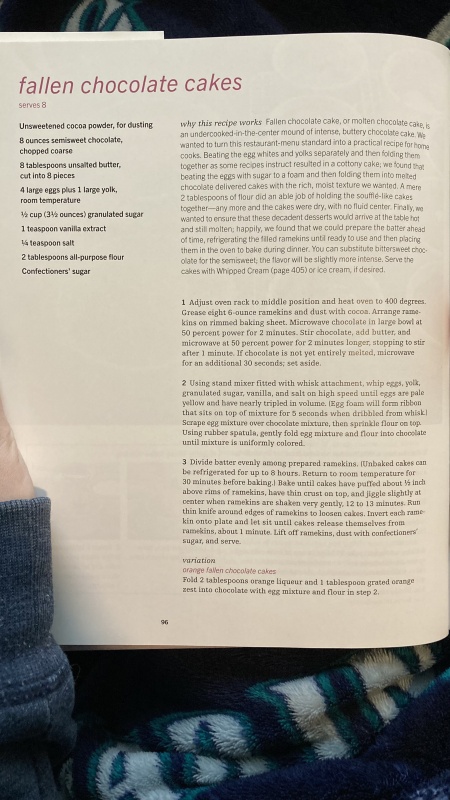 fallen chocolate cakes
serves 8
Unsweetened cocoa powder, for dusting
8 ounces semisweet chocolate,
chopped coarse
8 tablespoons unsalted butter,
cut into 8 pieces
4 large eggs plus 1 large yolk,
room temperature
½ cup (3½ ounces) granulated sugar
1 teaspoon vanilla extract
¼ teaspoon salt
2 tablespoons all-purpose flour
Confectioners' sugar
why this recipe works Fallen chocolate cake, or molten chocolate cake, is
an undercooked-in-the-center mound of intense, buttery chocolate cake. We
wanted to turn this restaurant-menu standard into a practical recipe for home
cooks. Beating the egg whites and yolks separately and then folding them
together as some recipes instruct resulted in a cottony cake; we found that
beating the eggs with sugar to a foam and then folding them into melted
chocolate delivered cakes with the rich, moist texture we wanted. A mere
2 tablespoons of flour did an able job of holding the soufflé-like cakes
together—any more and the cakes were dry, with no fluid center. Finally, we
wanted to ensure that these decadent desserts would arrive at the table hot
and still molten; happily, we found that we could prepare the batter ahead
of time, refrigerating the filled ramekins until ready to use and then placing
them in the oven to bake during dinner. You can substitute bittersweet choc-
olate for the semisweet; the flavor will be slightly more intense. Serve the
cakes with Whipped Cream (page 405) or ice cream, if desired.
1 Adjust oven rack to middle position and heat oven to 400 degrees.
Grease eight 6-ounce ramekins and dust with cocoa. Arrange rame-
kins on rimmed baking sheet. Microwave chocolate in large bowl at
50 percent power for 2 minutes. Stir chocolate, add butter, and
microwave at 50 percent power for 2 minutes longer, stopping to stir
after 1 minute. If chocolate is not yet entirely melted, microwave
for an additional 30 seconds; set aside.
2 Using stand mixer fitted with whisk attachment, whip eggs, yolk,
granulated sugar, vanilla, and salt on high speed until eggs are pale
yellow and have nearly tripled in volume. (Egg foam will form ribbon
that sits on top of mixture for 5 seconds when dribbled from whisk.)
Scrape egg mixture over chocolate mixture, then sprinkle flour on top.
Using rubber spatula, gently fold egg mixture and flour into chocolate
until mixture is uniformly colored.
3 Divide batter evenly among prepared ramekins. (Unbaked cakes can
be refrigerated for up to 8 hours. Return to room temperature for
30 minutes before baking.) Bake until cakes have puffed about ½ inch
above rims of ramekins, have thin crust on top, and jiggle slightly at
center when ramekins are shaken very gently, 12 to 13 minutes. Run
thin knife around edges of ramekins to loosen cakes. Invert each rame-
kin onto plate and let sit until cakes release themselves from
ramekins, about 1 minute. Lift off ramekins, dust with confectioners'
sugar, and serve.
variation
orange fallen chocolate cakes
Fold 2 tablespoons orange liqueur and 1 tablespoon grated orange
zest into chocolate with egg mixture and flour in step 2.
96